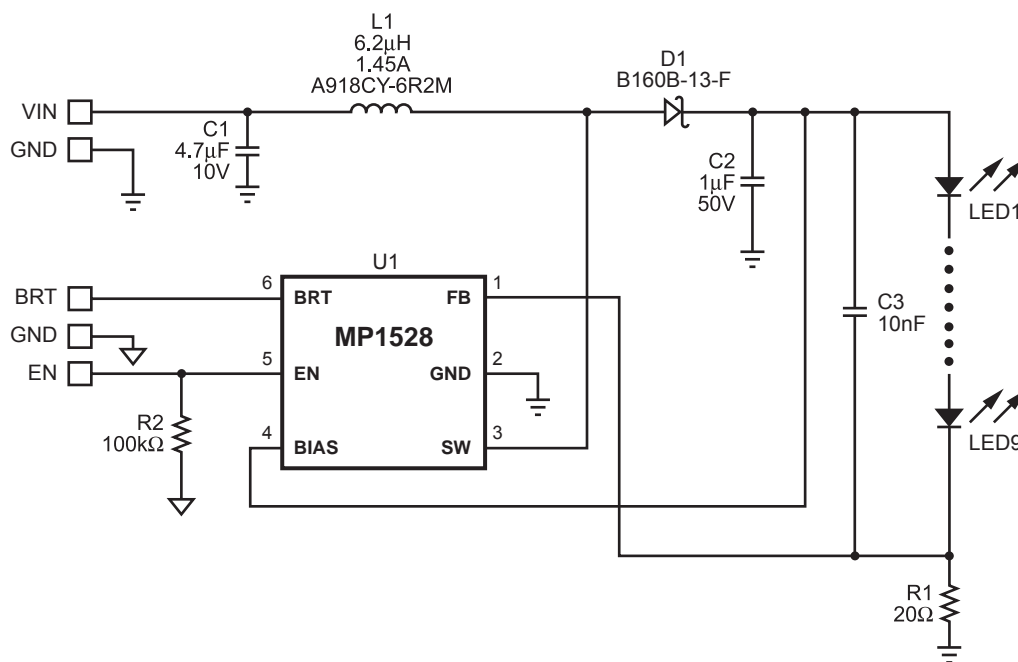 L1
6.2μH
1.45A
A918CY-6R2M
D1
B160B-13-F
VIN
GND
C1
4.7μF
10V
C2
1μF
50V
LED1
U1
BRT
6
BRT
FB
1
MP1528
C3
10nF
GND
EN
5
EN
GND
2
R2
100kΩ
4
BIAS
SW
3
LED9
R1
20Ω